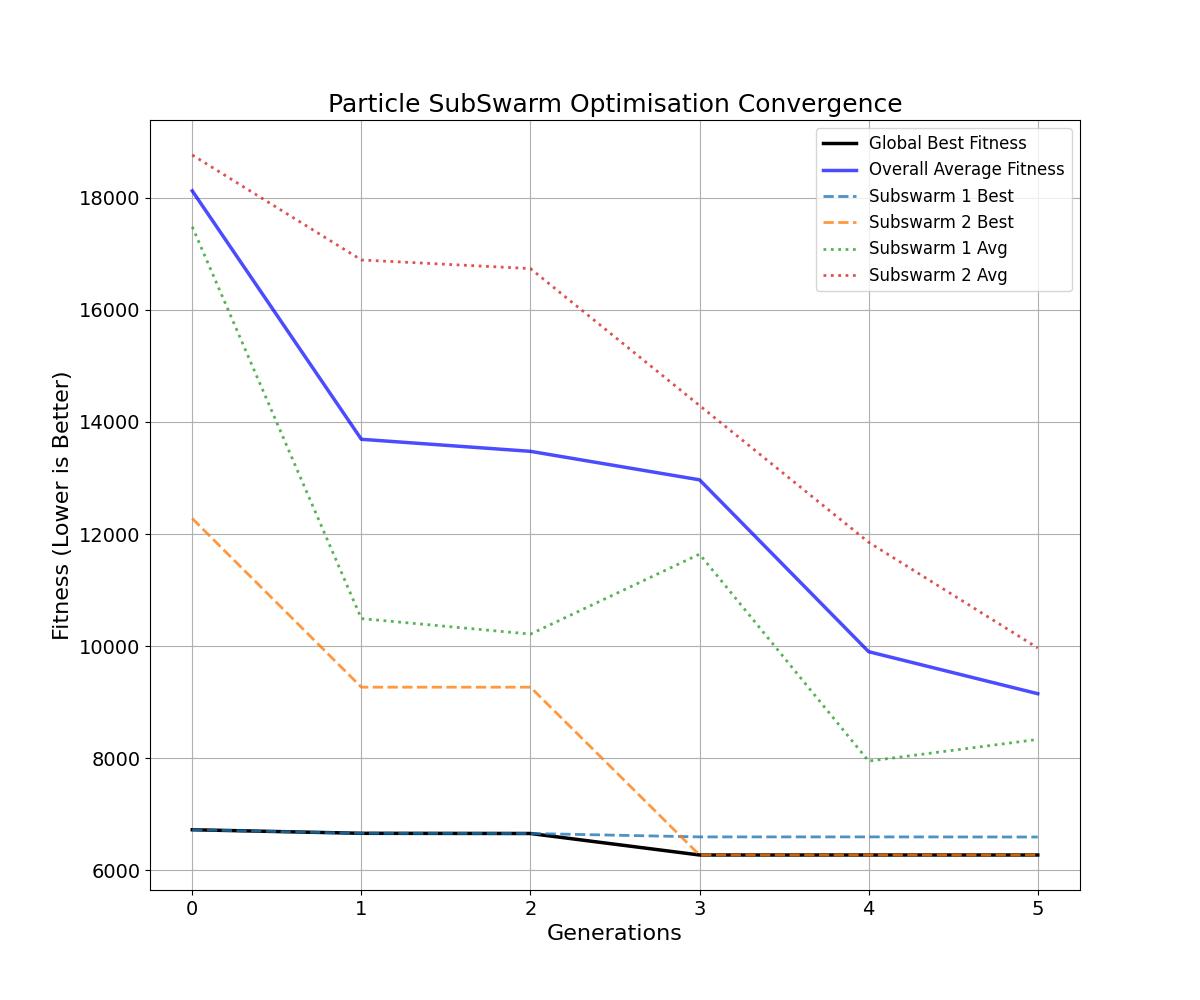 Particle SubSwarm Optimisation Convergence
Global Best Fitness
Overall Average Fitness
Subswarm 1 Best
Subswarm 2 Best
Subswarm 1 Avg
Subswarm 2 Avg
Fitness (Lower is Better)
18000
16000
14000
12000
10000
8000
6000
0 1 2 3 4 5
Generations